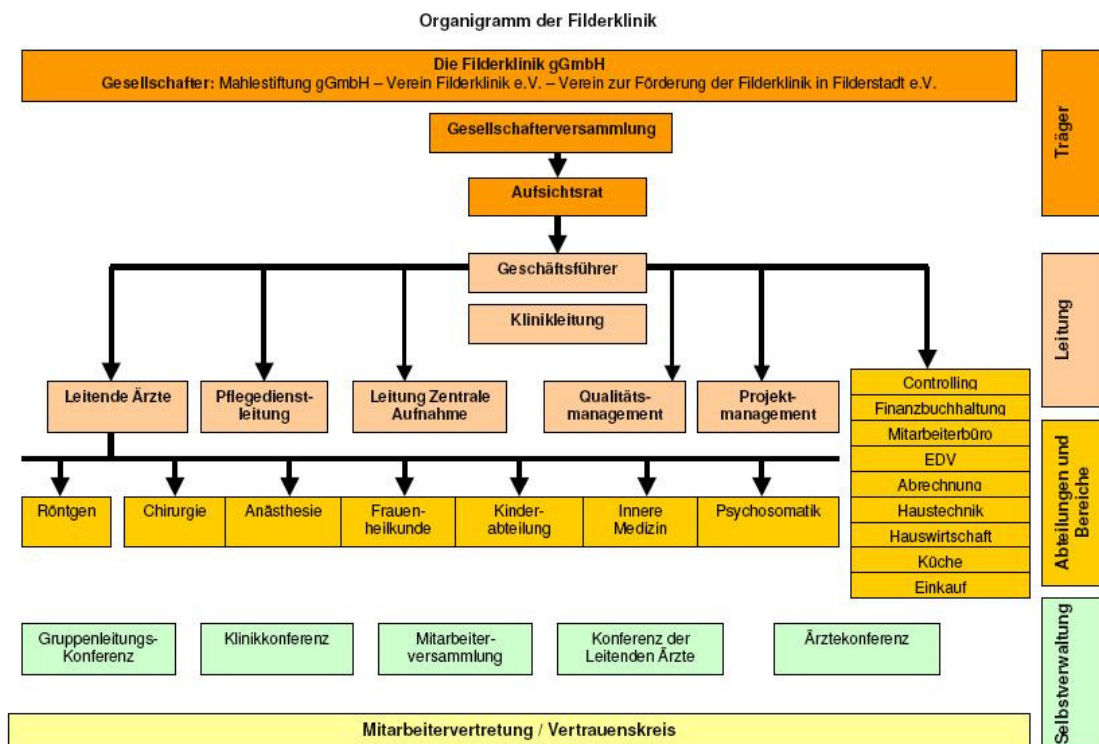 Organigramm der Filderklinik
Die Filderklinik gGmbH
Gesellschafter: Mahlestiftung gGmbH – Verein Filderklinik e.V. – Verein zur Förderung der Filderklinik in Filderstadt e.V.
Träger
Gesellschafterversammlung
Aufsichtsrat
Geschäftsführer
Klinikleitung
Leitung
Leitende Ärzte
Pflegedienst-
leitung
Leitung Zentrale
Aufnahme
Qualitäts-
management
Projekt-
management
Controlling
Finanzbuchhaltung
Mitarbeiterbüro
EDV
Abrechnung
Haustechnik
Hauswirtschaft
Küche
Einkauf
Abteilungen und
Bereiche
Röntgen
Chirurgie
Anästhesie
Frauen-
heilkunde
Kinder-
abteilung
Innere
Medizin
Psychosomatik
Gruppenleitungs-
Konferenz
Klinikkonferenz
Mitarbeiter-
versammlung
Konferenz der
Leitenden Ärzte
Ärztekonferenz
Selbstverwaltung
Mitarbeitervertretung / Vertrauenskreis